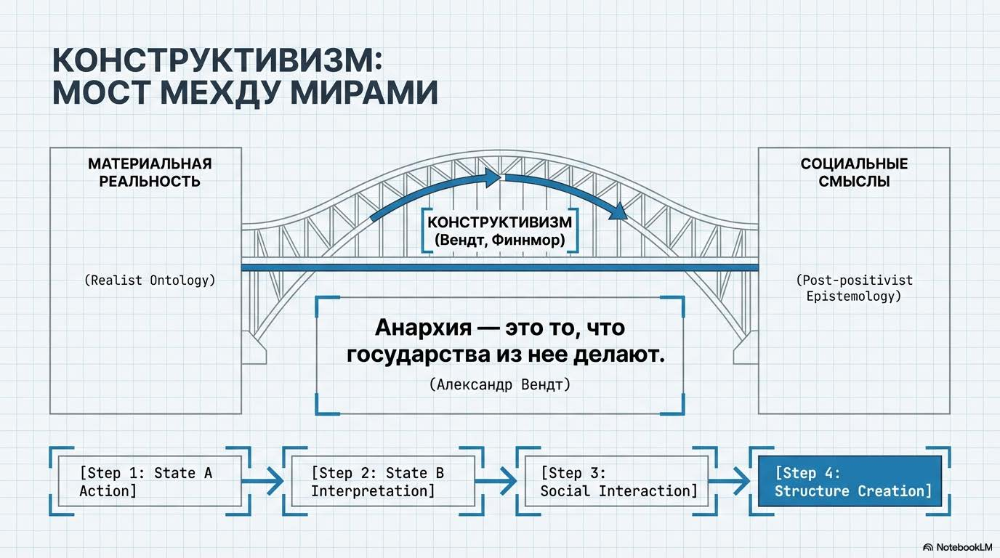 КОНСТРУКТИВИЗМ:
МОСТ МЕХДУ МИРАМИ
МАТЕРИАЛЬНАЯ
РЕАЛЬНОСТЬ
(Realist Ontology)
КОНСТРУКТИВИЗМ
(Вендт, Финнмор)
СОЦИАЛЬНЫЕ
СМЫСЛЫ
(Post-positivist
Epistemology)
Анархия — это то, что
государства из нее делают.
(Александр Вендт)
[Step 1: State A
Action]
[Step 2: State B
Interpretation]
[Step 3:
Social Interaction]
[Step 4:
Structure Creation]
NotebookLM